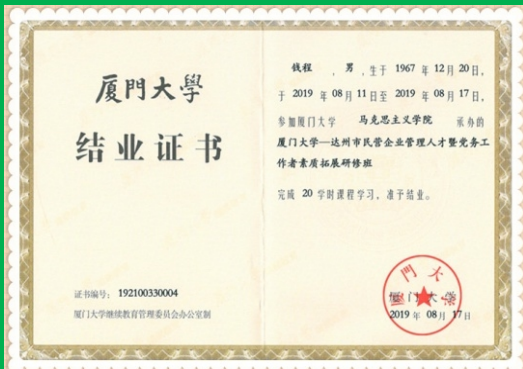 厦門大學
结业证书
证书编号: 192100330004
厦门大学继续教育管理委员会办公室制
钱程 , 男 , 生于 1967 年 12 月 20 日,
于 2019 年 08 月 11 日至 2019 年 08 月 17 日,
参加厦门大学 马克思主义学院 承办的
厦门大学—达州市民营企业管理人才暨党务工
作者素质拓展研修班
完成 20 学时课程学习, 准予结业。
厦门大学
2019 年 08 月 17 日